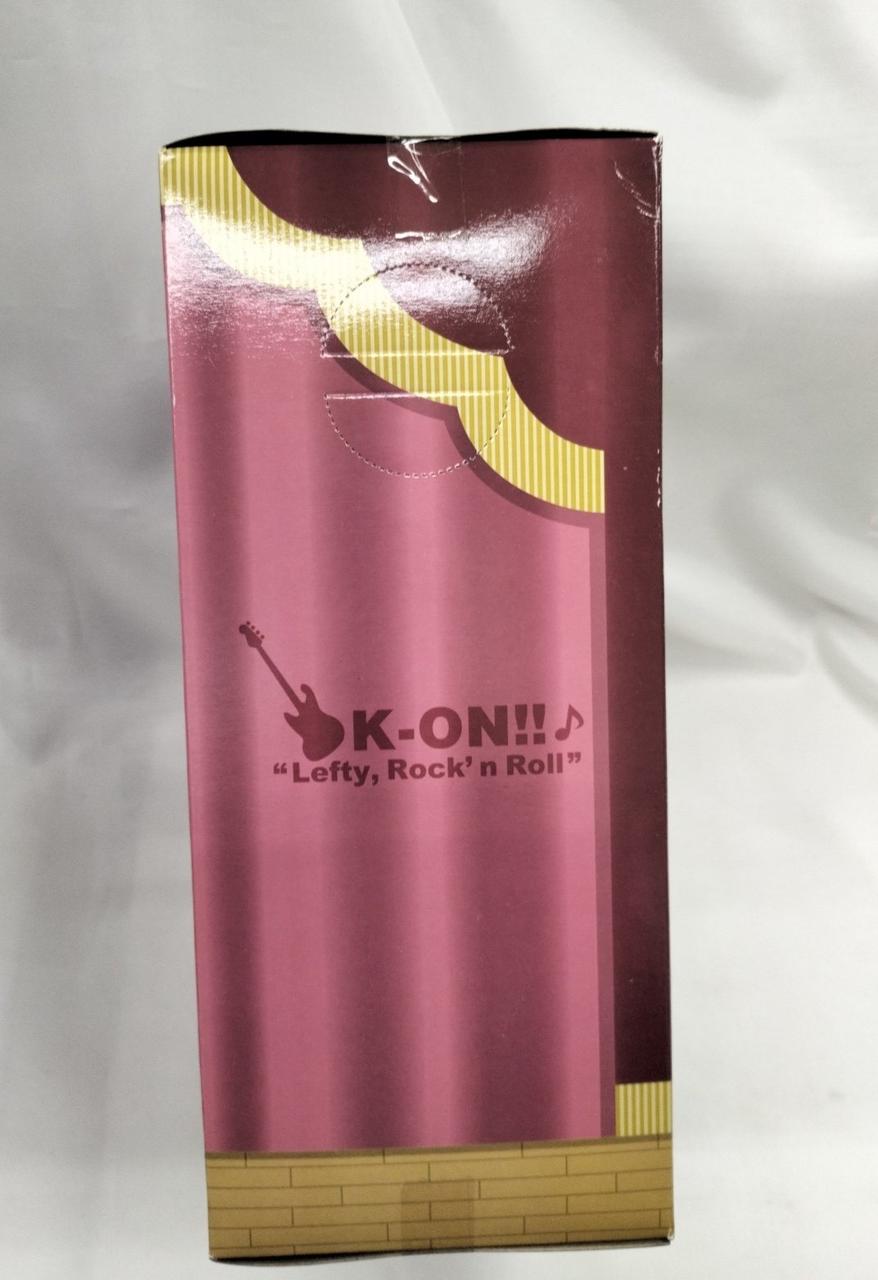 K-ON!!♪
“Lefty, Rock’ n Roll”